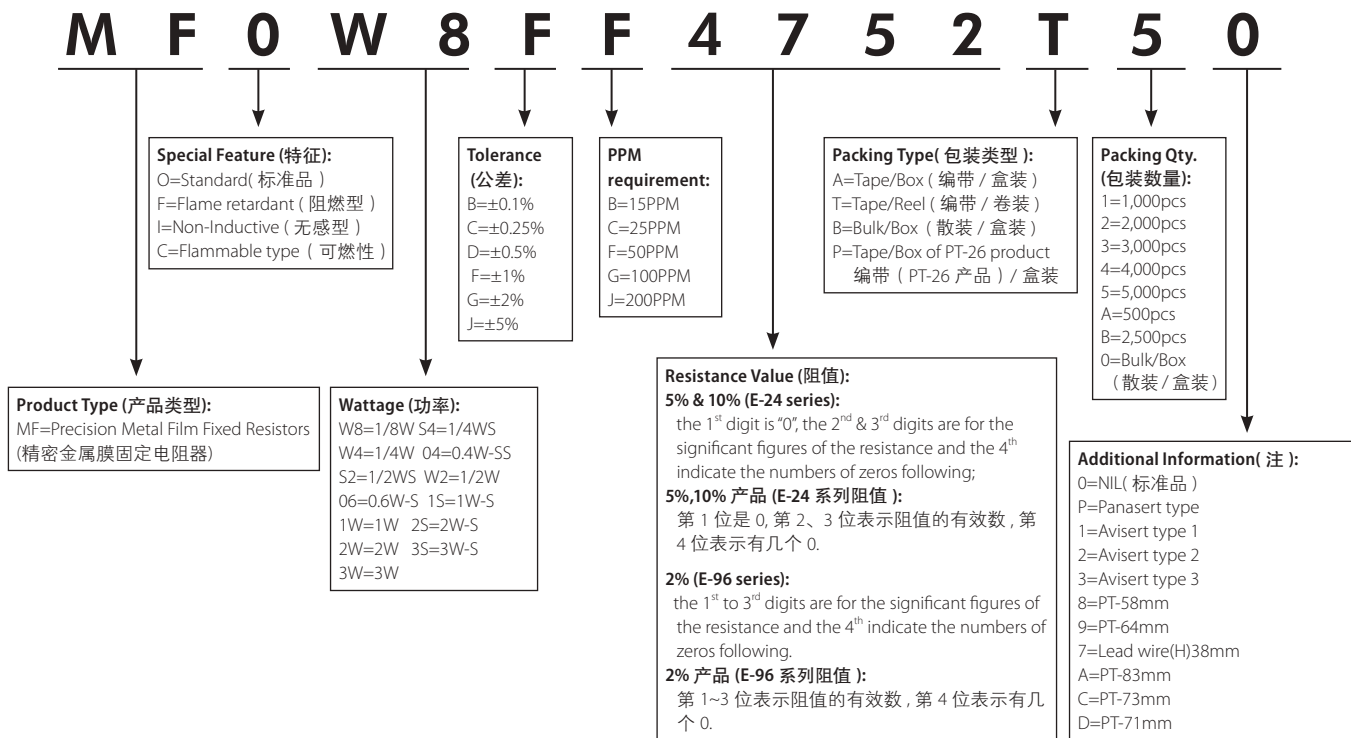 M F 0 W 8 F F 4 7 5 2 T 5 0
Special Feature (特征):
O=Standard( 标准品 )
F=Flame retardant ( 阻燃型 )
I=Non-Inductive ( 无感型 )
C=Flammable type ( 可燃性 )
Tolerance
(公差):
B=±0.1%
C=±0.25%
D=±0.5%
F=±1%
G=±2%
J=±5%
PPM
requirement:
B=15PPM
C=25PPM
F=50PPM
G=100PPM
J=200PPM
Packing Type( 包装类型 ):
A=Tape/Box ( 编带 / 盒装 )
T=Tape/Reel ( 编带 / 卷装 )
B=Bulk/Box ( 散装 / 盒装 )
P=Tape/Box of PT-26 product
编带 ( PT-26 产品 ) / 盒装
Packing Qty.
(包装数量):
1=1,000pcs
2=2,000pcs
3=3,000pcs
4=4,000pcs
5=5,000pcs
A=500pcs
B=2,500pcs
0=Bulk/Box
( 散装 / 盒装 )
Product Type (产品类型):
MF=Precision Metal Film Fixed Resistors
(精密金属膜固定电阻器)
Wattage (功率):
W8=1/8W S4=1/4WS
W4=1/4W 04=0.4W-SS
S2=1/2WS W2=1/2W
06=0.6W-S 1S=1W-S
1W=1W 2S=2W-S
2W=2W 3S=3W-S
3W=3W
Resistance Value (阻值):
5% & 10% (E-24 series):
the 1st digit is "0", the 2nd & 3rd digits are for the
significant figures of the resistance and the 4th
indicate the numbers of zeros following;
5%,10% 产品 (E-24 系列阻值 ):
第 1 位是 0, 第 2、3 位表示阻值的有效数 , 第
4 位表示有几个 0.
2% (E-96 series):
the 1st to 3rd digits are for the significant figures of
the resistance and the 4th indicate the numbers of
zeros following.
2% 产品 (E-96 系列阻值 ):
第 1~3 位表示阻值的有效数 , 第 4 位表示有几
个 0.
Additional Information( 注 ):
0=NIL( 标准品 )
P=Panasert type
1=Avisert type 1
2=Avisert type 2
3=Avisert type 3
8=PT-58mm
9=PT-64mm
7=Lead wire(H)38mm
A=PT-83mm
C=PT-73mm
D=PT-71mm